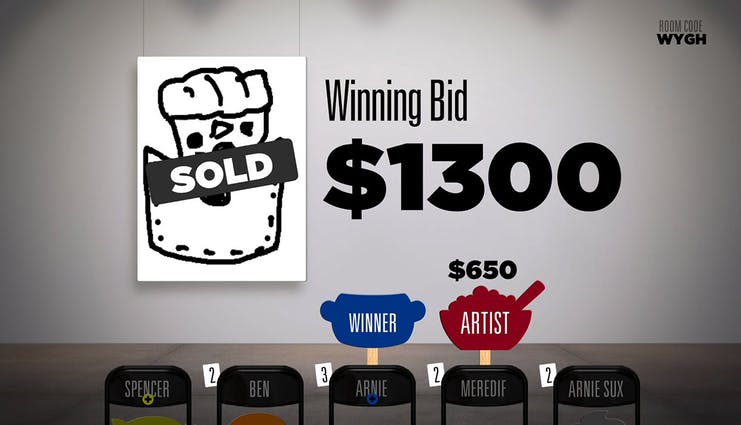 ROOM CODE
WYGH
Winning Bid
SOLD
$1300
$650
WINNER
ARTIST
SPENCER
2 BEN
3 ARNIE
2 MEREDIF
2 ARNIE SUX